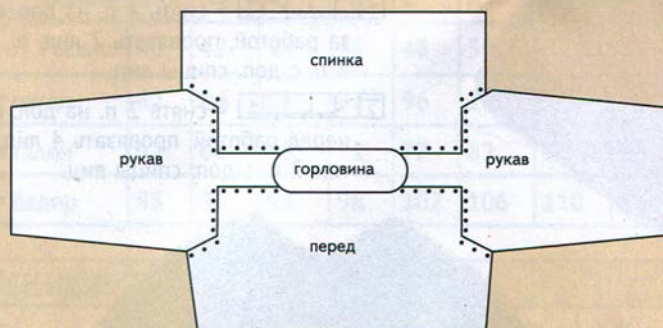 спинка
рукав
горловина
рукав
перед